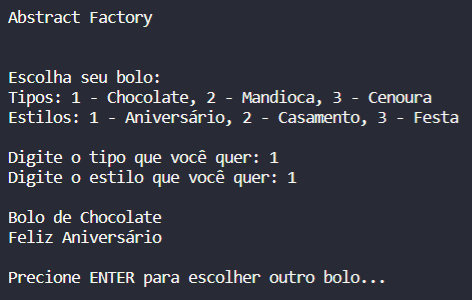 Abstract Factory
Escolha seu bolo:
Tipos: 1 - Chocolate, 2 - Mandioca, 3 - Cenoura
Estilos: 1 - Aniversário, 2 - Casamento, 3 - Festa
Digite o tipo que você quer: 1
Digite o estilo que você quer: 1
Bolo de Chocolate
Feliz Aniversário
Precione ENTER para escolher outro bolo...